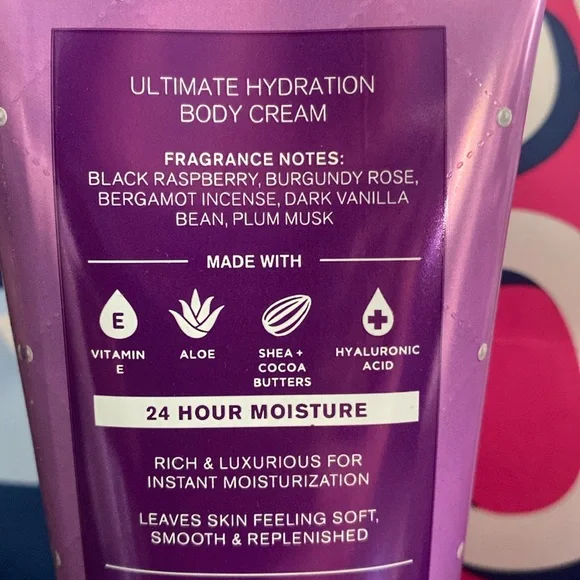 ULTIMATE HYDRATION
BODY CREAM
FRAGRANCE NOTES:
BLACK RASPBERRY, BURGUNDY ROSE,
BERGAMOT INCENSE, DARK VANILLA
BEAN, PLUM MUSK
MADE WITH
E
VITAMIN
E
ALOE
SHEA +
COCOA
BUTTERS
HYALURONIC
ACID
24 HOUR MOISTURE
RICH & LUXURIOUS FOR
INSTANT MOISTURIZATION
LEAVES SKIN FEELING SOFT,
SMOOTH & REPLENISHED